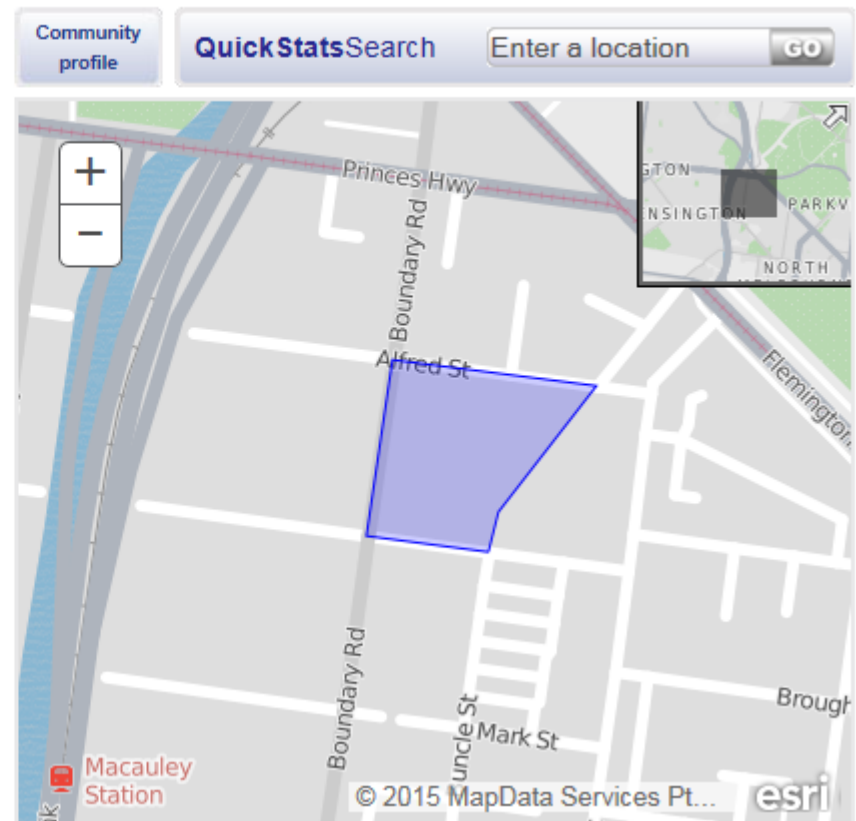 Community
profile
QuickStatsSearch
Enter a location
GO
+
−
Princes Hwy
Boundary Rd
Alfred St
GTON
NSINGTON
PARKV
NORTH
Flemington
Boundary Rd
uncle St
Mark St
Brough
Macauley
Station
© 2015 MapData Services Pt...
esri